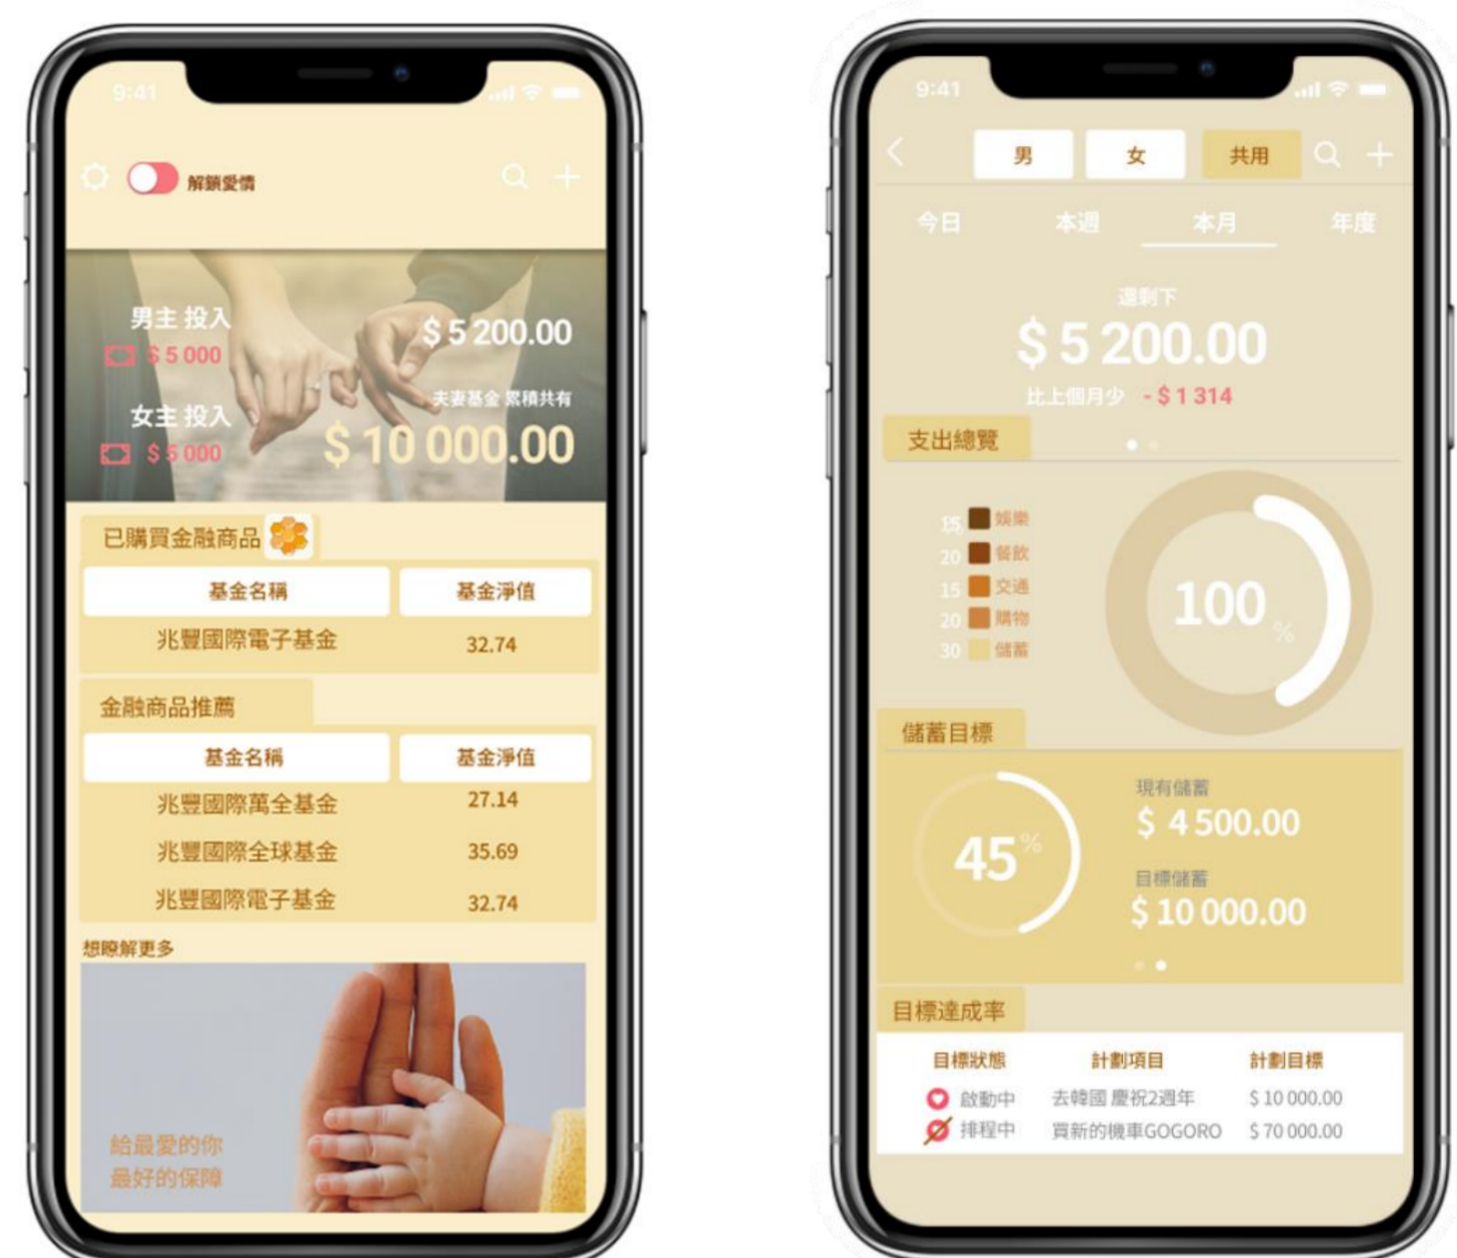 9:41
解鎖愛情
男主 投入
$ 5 000
$ 5 200.00
女主 投入
$ 5 000
夫妻基金 累積共有
$ 10 000.00
已購買金融商品
基金名稱 基金淨值
兆豐國際電子基金 32.74
金融商品推薦
基金名稱 基金淨值
兆豐國際萬全基金 27.14
兆豐國際全球基金 35.69
兆豐國際電子基金 32.74
想瞭解更多
給最愛的你
最好的保障
9:41
男 女 共用
今日 本週 本月 年度
還剩下
$ 5 200.00
比上個月少 - $ 1 314
支出總覽
15 娛樂
20 餐飲
15 交通
20 購物
30 儲蓄
100 %
儲蓄目標
45 %
現有儲蓄
$ 4 500.00
目標儲蓄
$ 10 000.00
目標達成率
目標狀態 計劃項目 計劃目標
啟動中 去韓國 慶祝2週年 $ 10 000.00
排程中 買新的機車GOGORO $ 70 000.00